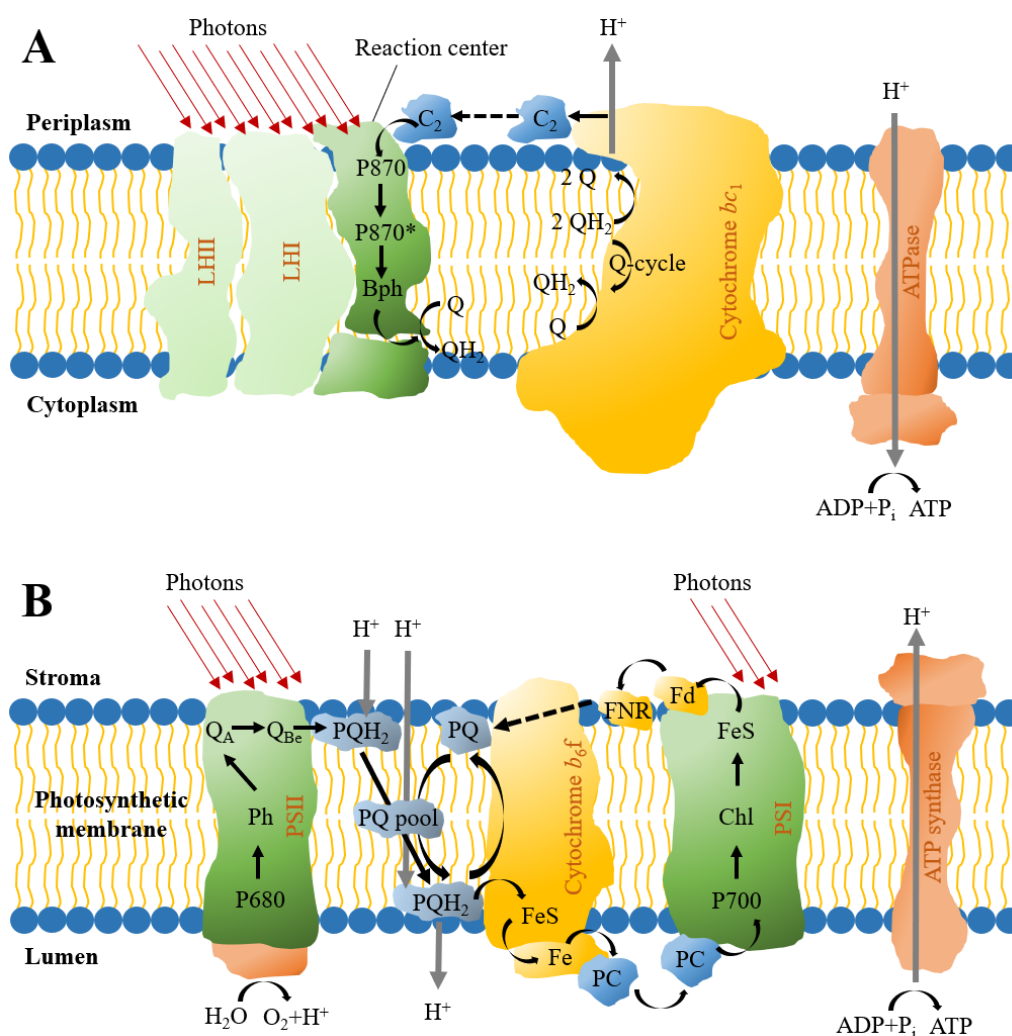 A
Photons
Reaction center
H⁺
H⁺
Periplasm
C₂
C₂
P870
2 Q
P870*
2 QH₂
LHII
LHI
Q-cycle
Cytochrome bc₁
ATPase
Bph
QH₂
Q
Q
QH₂
Cytoplasm
ADP+Pᵢ ATP
B
Photons
Photons
H⁺
H⁺ H⁺
Stroma
Fd
FNR
Q_A
Q_Be
PQH₂
PQ
FeS
Photosynthetic
membrane
Ph
PSII
PQ pool
Cytochrome b₆f
Chl
PSI
ATP synthase
P680
PQH₂
P700
FeS
Lumen
Fe
PC
PC
H⁺
H₂O O₂+H⁺
ADP+Pᵢ ATP